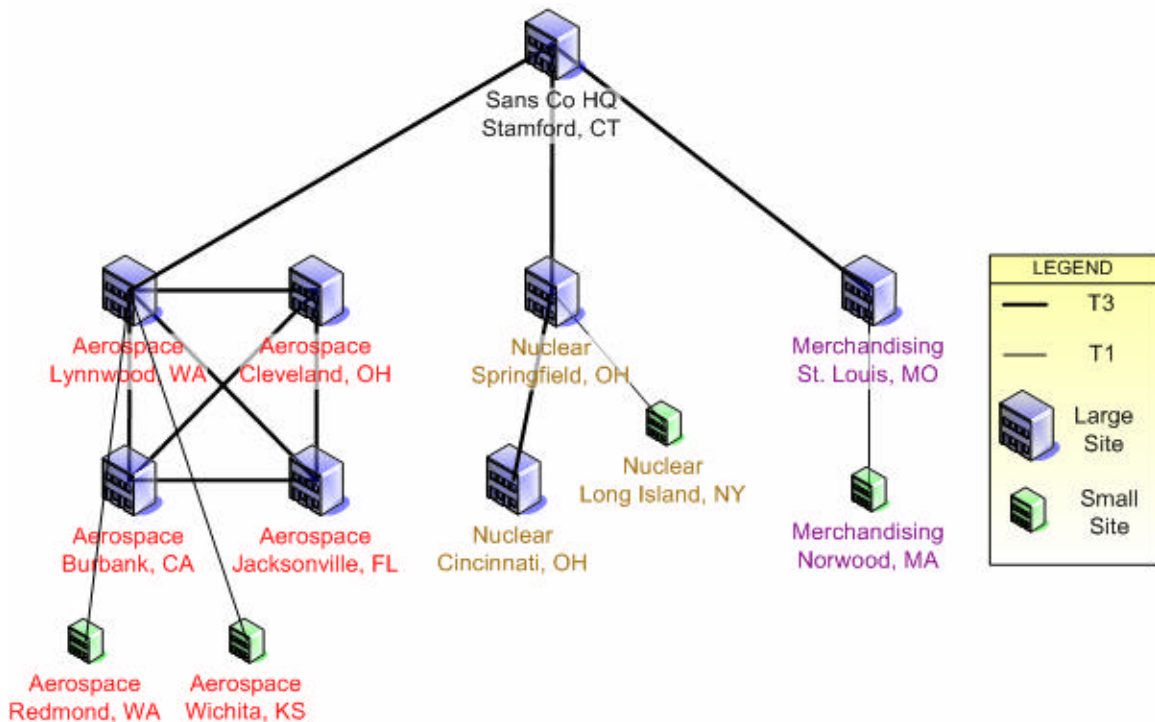 Sans Co HQ
Stamford, CT
Aerospace
Lynnwood, WA
Aerospace
Cleveland, OH
Nuclear
Springfield, OH
Merchandising
St. Louis, MO
Aerospace
Burbank, CA
Aerospace
Jacksonville, FL
Nuclear
Cincinnati, OH
Nuclear
Long Island, NY
Merchandising
Norwood, MA
Aerospace
Redmond, WA
Aerospace
Wichita, KS
LEGEND
T3
T1
Large
Site
Small
Site